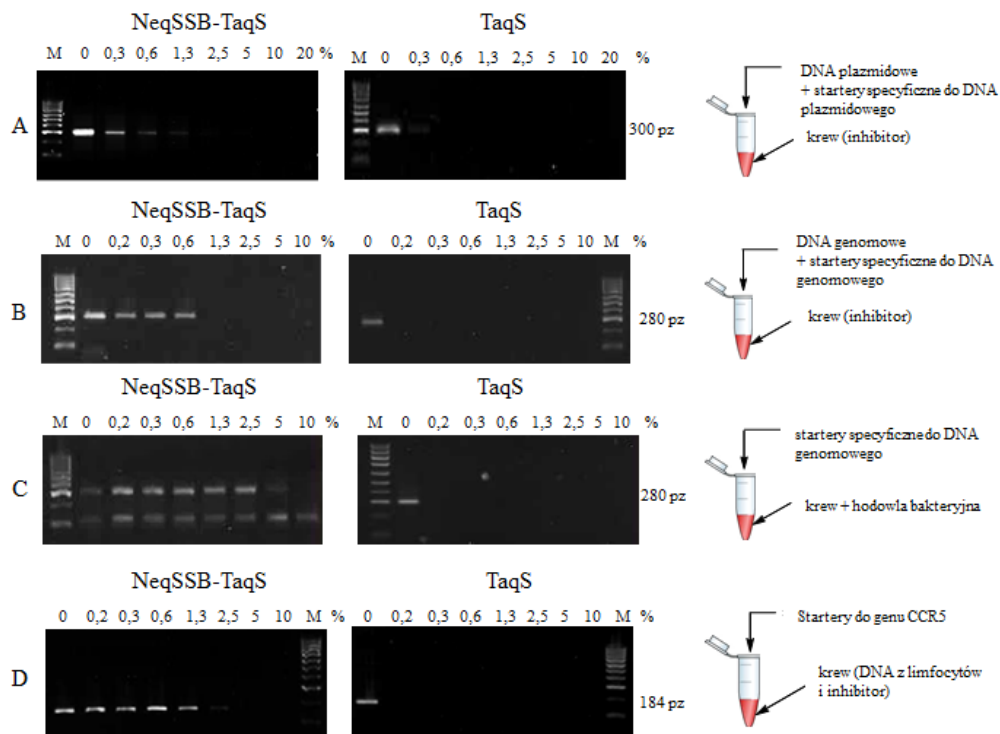 NeqSSB-TaqS
TaqS
M 0 0,3 0,6 1,3 2,5 5 10 20 %
M 0 0,3 0,6 1,3 2,5 5 10 20 %
A
300 pz
DNA plazmidowe
+ startery specyficzne do DNA
plazmidowego
krew (inhibitor)
NeqSSB-TaqS
TaqS
M 0 0,2 0,3 0,6 1,3 2,5 5 10 %
0 0,2 0,3 0,6 1,3 2,5 5 10 % M
B
280 pz
DNA genomowe
+ startery specyficzne do DNA
genomowego
krew (inhibitor)
NeqSSB-TaqS
TaqS
M 0 0,2 0,3 0,6 1,3 2,5 5 10 %
M 0 0,2 0,3 0,6 1,3 2,5 5 10 %
C
280 pz
startery specyficzne do DNA
genomowego
krew + hodowla bakteryjna
NeqSSB-TaqS
TaqS
0 0,2 0,3 0,6 1,3 2,5 5 10 M %
0 0,2 0,3 0,6 1,3 2,5 5 10 M %
D
184 pz
Startery do genu CCR5
krew (DNA z limfocytów
i inhibitor)